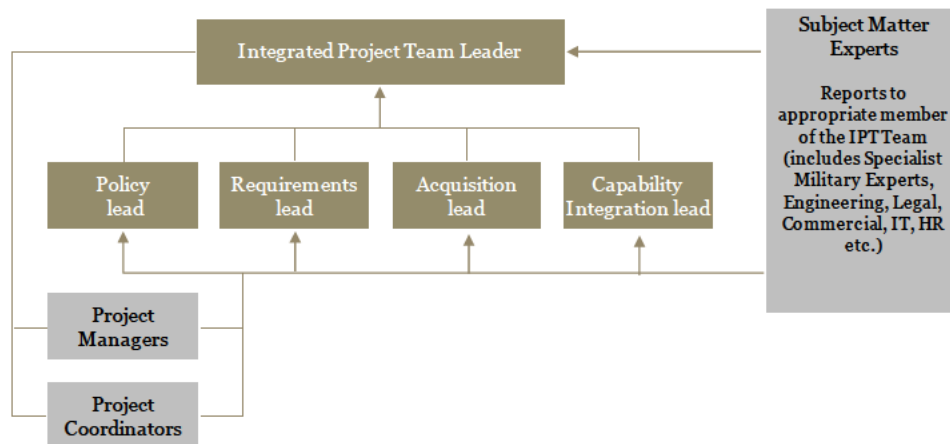 Integrated Project Team Leader
Subject Matter
Experts
Reports to
appropriate member
of the IPT Team
(includes Specialist
Military Experts,
Engineering, Legal,
Commercial, IT, HR
etc.)
Policy
lead
Requirements
lead
Acquisition
lead
Capability
Integration lead
Project
Managers
Project
Coordinators